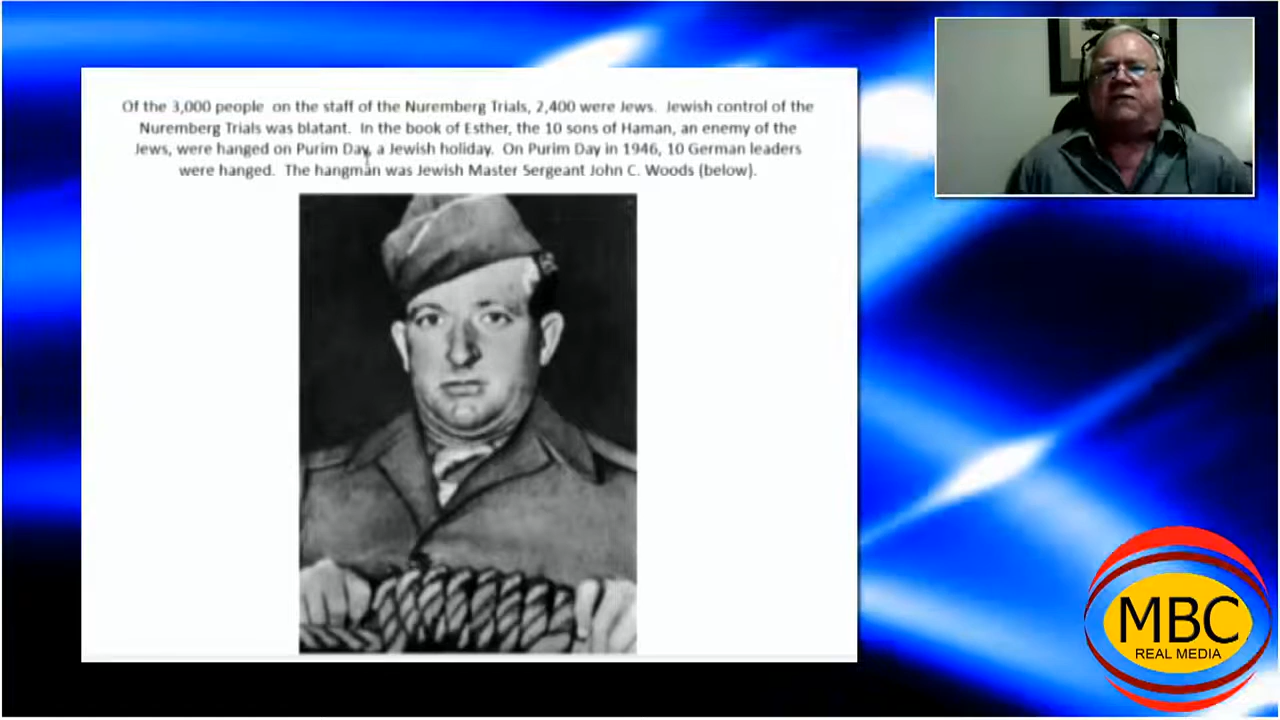 Of the 3,000 people on the staff of the Nuremberg Trials, 2,400 were Jews. Jewish control of the
Nuremberg Trials was blatant. In the book of Esther, the 10 sons of Haman, an enemy of the
Jews, were hanged on Purim Day, a Jewish holiday. On Purim Day in 1946, 10 German leaders
were hanged. The hangman was Jewish Master Sergeant John C. Woods (below).
MBC
REAL MEDIA